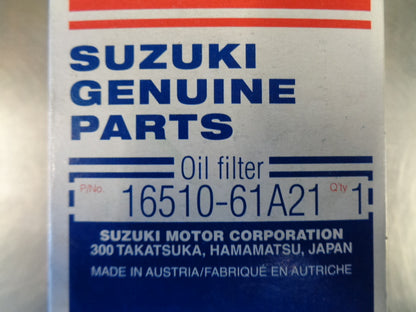 SUZUKI
GENUINE
PARTS
Oil filter
P/No. 16510-61A21 Q'ty 1
SUZUKI MOTOR CORPORATION
300 TAKATSUKA, HAMAMATSU, JAPAN
MADE IN AUSTRIA/FABRIQUÉ EN AUTRICHE